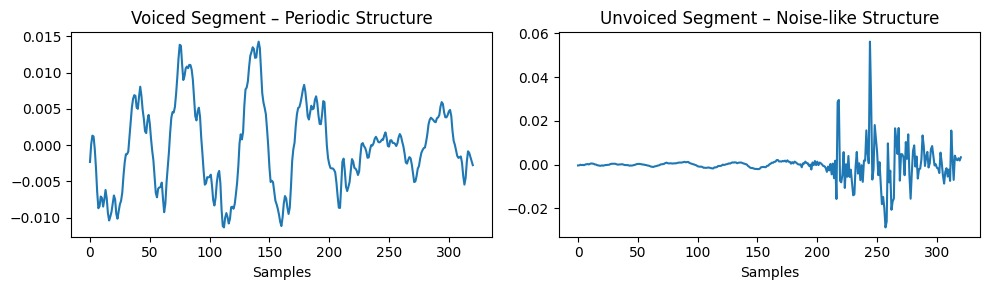 Voiced Segment – Periodic Structure
0.015
0.010
0.005
0.000
−0.005
−0.010
0 50 100 150 200 250 300
Samples
Unvoiced Segment – Noise-like Structure
0.06
0.04
0.02
0.00
−0.02
0 50 100 150 200 250 300
Samples